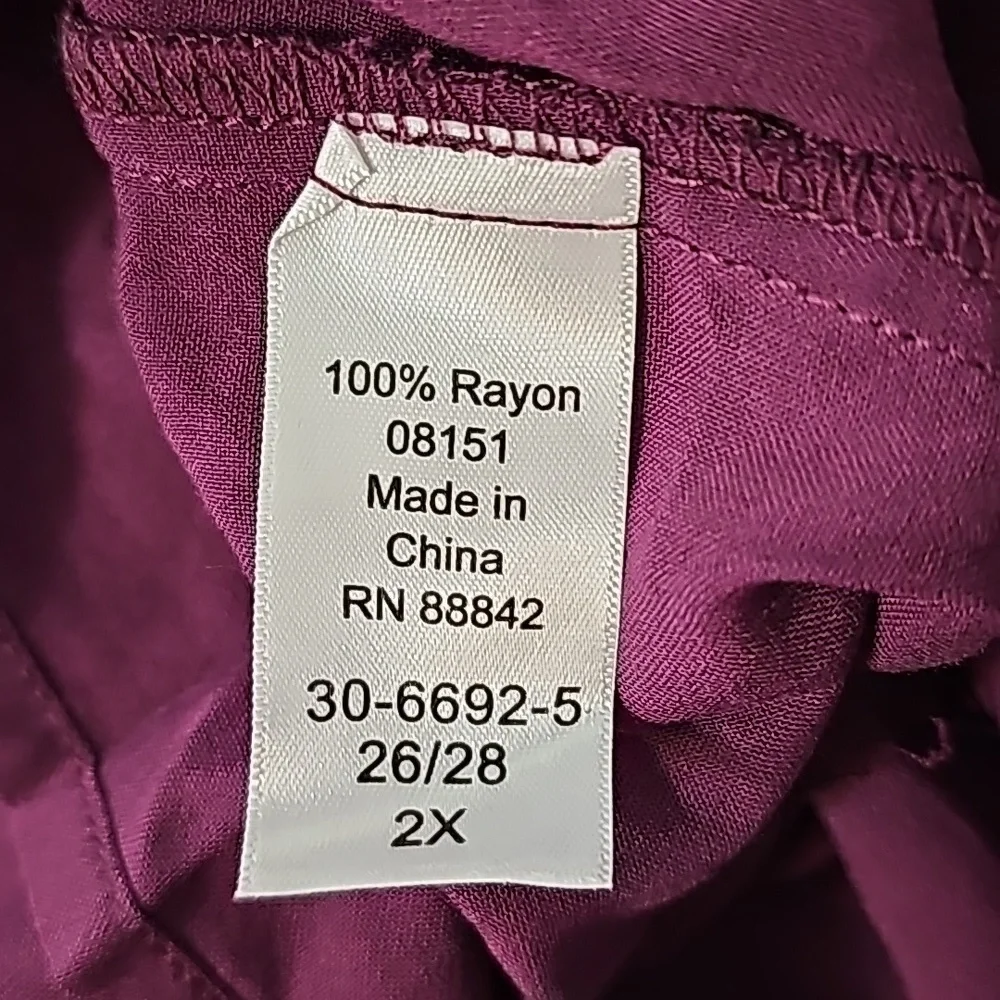 100% Rayon
08151
Made in
China
RN 88842
30-6692-5
26/28
2X